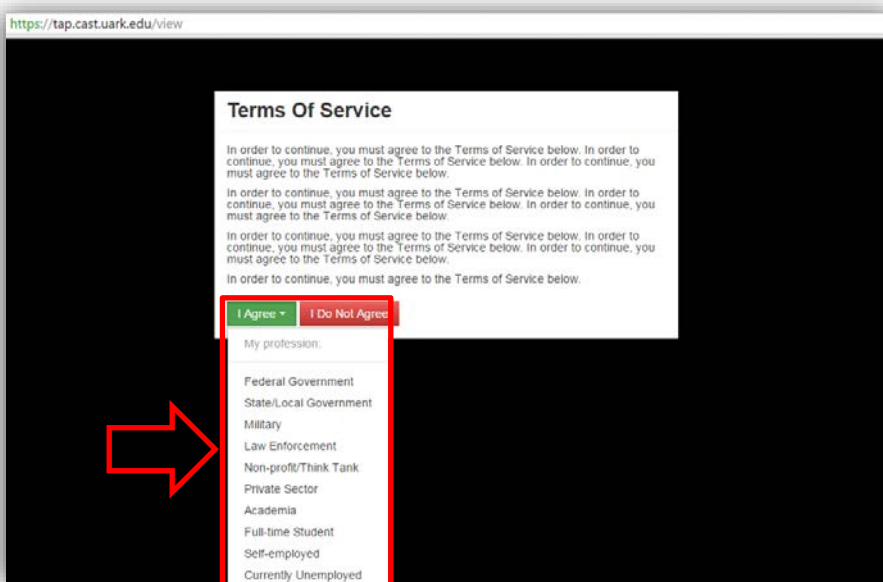 https://tap.cast.uark.edu/view
Terms Of Service
In order to continue, you must agree to the Terms of Service below. In order to
continue, you must agree to the Terms of Service below. In order to continue, you
must agree to the Terms of Service below.
In order to continue, you must agree to the Terms of Service below. In order to
continue, you must agree to the Terms of Service below. In order to continue, you
must agree to the Terms of Service below.
In order to continue, you must agree to the Terms of Service below. In order to
continue, you must agree to the Terms of Service below. In order to continue, you
must agree to the Terms of Service below.
In order to continue, you must agree to the Terms of Service below.
I Agree I Do Not Agree
My profession:
Federal Government
State/Local Government
Military
Law Enforcement
Non-profit/Think Tank
Private Sector
Academia
Full-time Student
Self-employed
Currently Unemployed